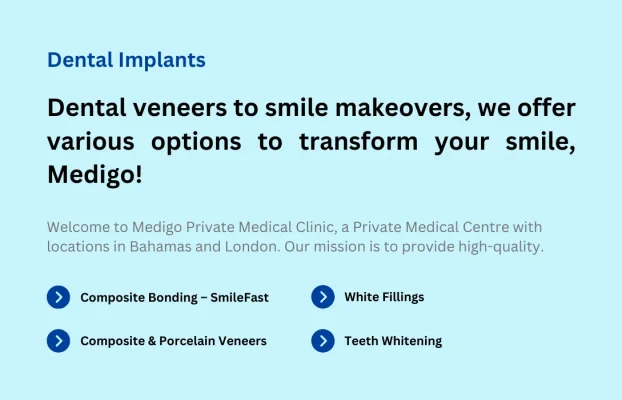 Dental Implants
Dental veneers to smile makeovers, we offer
various options to transform your smile,
Medigo!
Welcome to Medigo Private Medical Clinic, a Private Medical Centre with
locations in Bahamas and London. Our mission is to provide high-quality.
Composite Bonding – SmileFast
White Fillings
Composite & Porcelain Veneers
Teeth Whitening